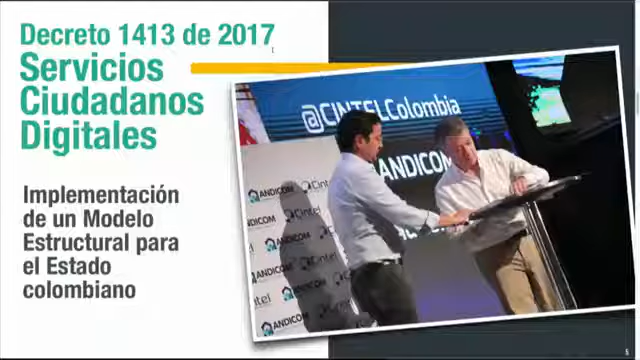 Decreto 1413 de 2017
Servicios
Ciudadanos
Digitales
Implementación
de un Modelo
Estructural para
el Estado
colombiano
@CINTELColombia
ANDICOM
ANDICOM Cintel
ANDICOM
ANDICOM
Cintel
ANDICOM